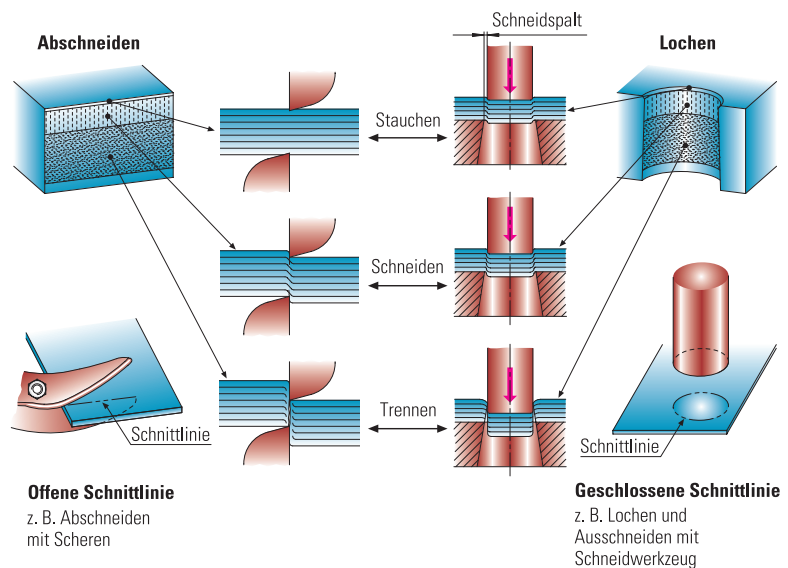 Schneidspalt
Abschneiden
Lochen
Stauchen
Schneiden
Trennen
Schnittlinie
Schnittlinie
Offene Schnittlinie
z. B. Abschneiden
mit Scheren
Geschlossene Schnittlinie
z. B. Lochen und
Ausschneiden mit
Schneidwerkzeug